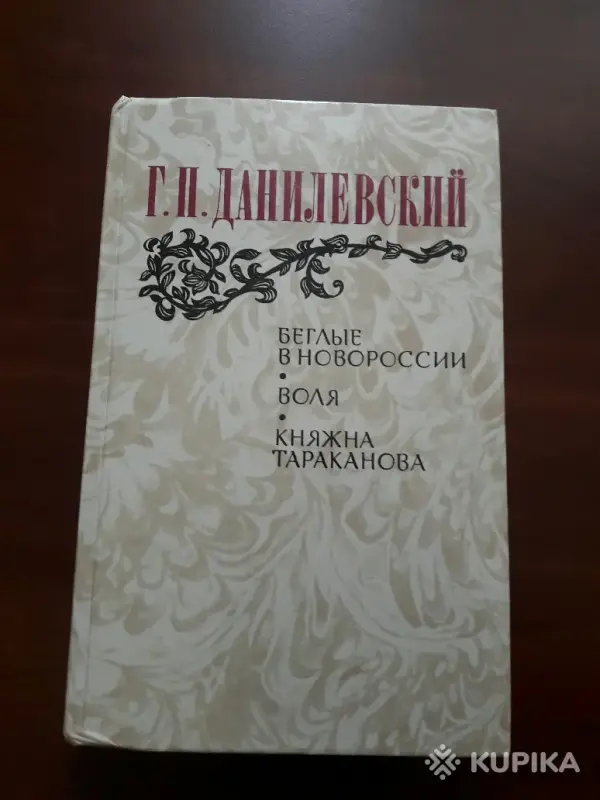 Г.П.ДАНИЛЕВСКИЙ
БЕГЛЫЕ
В НОВОРОССИИ
•
ВОЛЯ
•
КНЯЖНА
ТАРАКАНОВА
KUPIKA